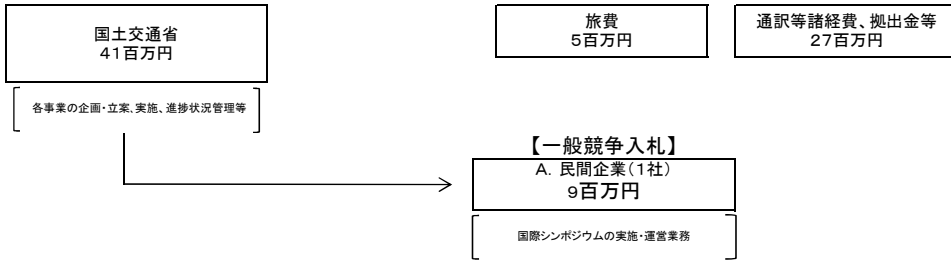 国土交通省
41百万円
各事業の企画・立案、実施、進捗状況管理等
旅費
5百万円
通訳等諸経費、拠出金等
27百万円
【一般競争入札】
A. 民間企業(1社)
9百万円
国際シンポジウムの実施・運営業務